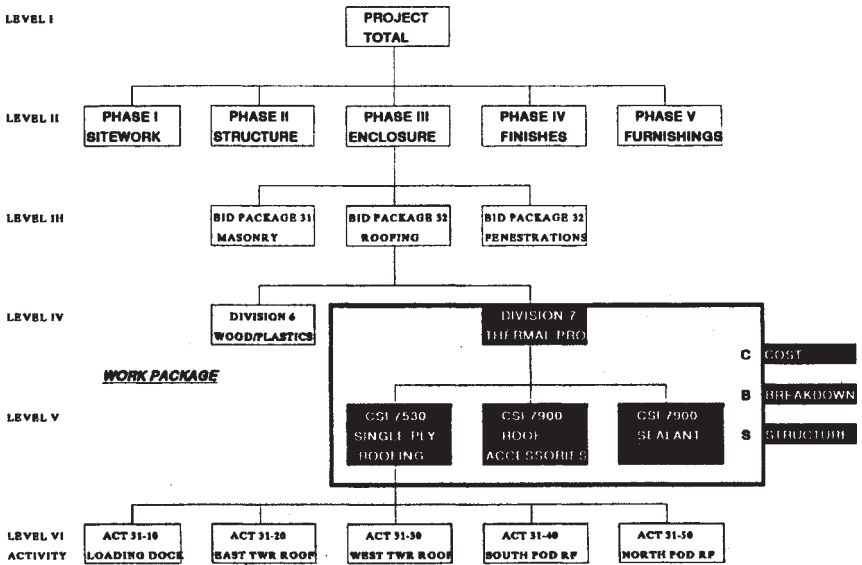 LEVEL I
PROJECT
TOTAL
LEVEL II
PHASE I
SITEWORK
PHASE II
STRUCTURE
PHASE III
ENCLOSURE
PHASE IV
FINISHES
PHASE V
FURNISHINGS
LEVEL III
BID PACKAGE 31
MASONRY
BID PACKAGE 32
ROOFING
BID PACKAGE 32
FENESTRATIONS
LEVEL IV
DIVISION 6
WOOD/PLASTICS
DIVISION 7
THERMAL PRO
C COST
WORK PACKAGE
B BREAKDOWN
LEVEL V
CSI 7530
SINGLE PLY
ROOFING
CSI 7900
ROOF
ACCESSORIES
CSI 7900
SEALANT
S STRUCTURE
LEVEL VI
ACTIVITY
ACT 31-10
LOADING DOCK
ACT 31-20
EAST TWR ROOF
ACT 31-30
WEST TWR ROOF
ACT 31-40
SOUTH POD RF
ACT 31-50
NORTH POD RF